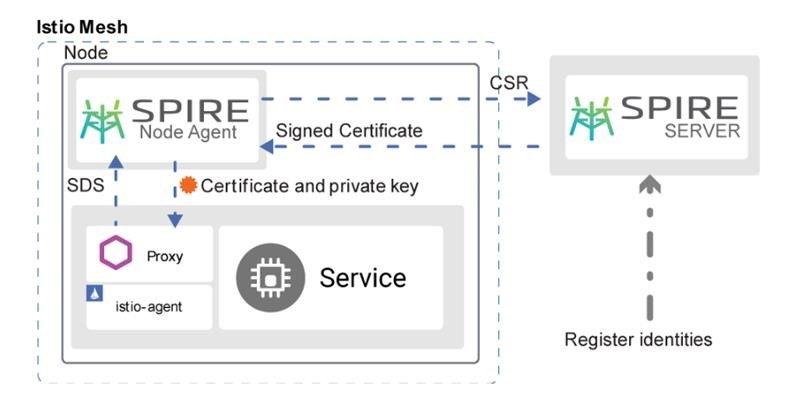 Istio Mesh
Node
SPIRE
Node Agent
CSR
SPIRE
SERVER
Signed Certificate
SDS
Certificate and private key
Proxy
istio-agent
Service
Register identities